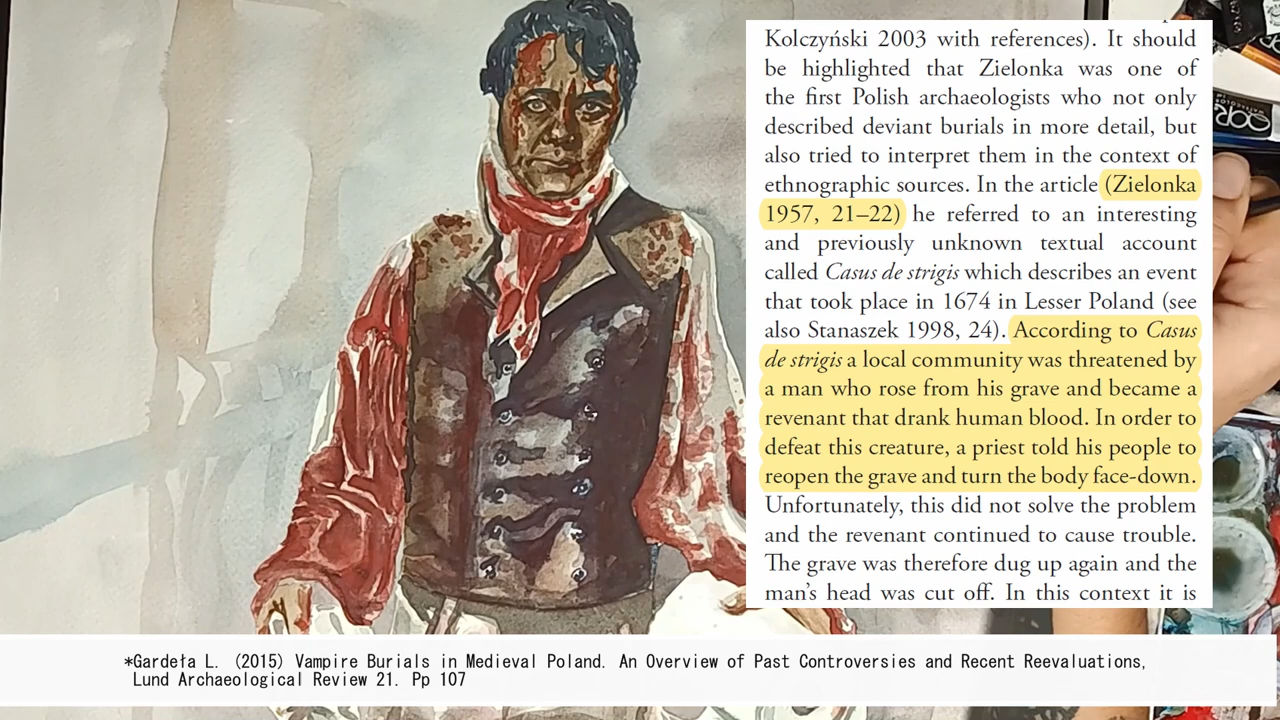 Kolczyński 2003 with references). It should
be highlighted that Zielonka was one of
the first Polish archaeologists who not only
described deviant burials in more detail, but
also tried to interpret them in the context of
ethnographic sources. In the article (Zielonka
1957, 21–22) he referred to an interesting
and previously unknown textual account
called Casus de strigis which describes an event
that took place in 1674 in Lesser Poland (see
also Stanaszek 1998, 24). According to Casus
de strigis a local community was threatened by
a man who rose from his grave and became a
revenant that drank human blood. In order to
defeat this creature, a priest told his people to
reopen the grave and turn the body face-down.
Unfortunately, this did not solve the problem
and the revenant continued to cause trouble.
The grave was therefore dug up again and the
man’s head was cut off. In this context it is
*Gardeła L. (2015) Vampire Burials in Medieval Poland. An Overview of Past Controversies and Recent Reevaluations,
Lund Archaeological Review 21. Pp 107